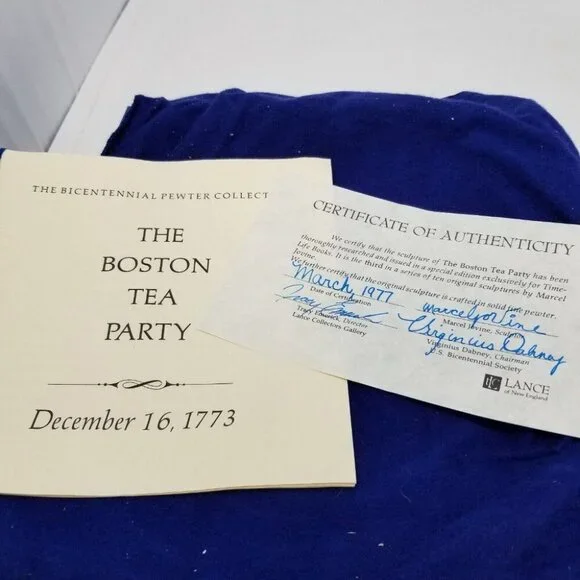 THE BICENTENNIAL PEWTER COLLECT
THE
BOSTON
TEA
PARTY
December 16, 1773
CERTIFICATE OF AUTHENTICITY
We certify that the sculpture of The Boston Tea Party has been
thoroughly researched and issued in a special edition exclusively for Time-
Life Books. It is the third in a series of ten original sculptures by Marcel
Jovine.
We further certify that the original sculpture is crafted in solid fine pewter.
March, 1977
Marcel Jovine
Date of Certification
Marcel Jovine, Sculptor
Virginius Dabney
Director
Virginius Dabney, Chairman
Lance Collectors Gallery
U.S. Bicentennial Society
LANCE
of New England